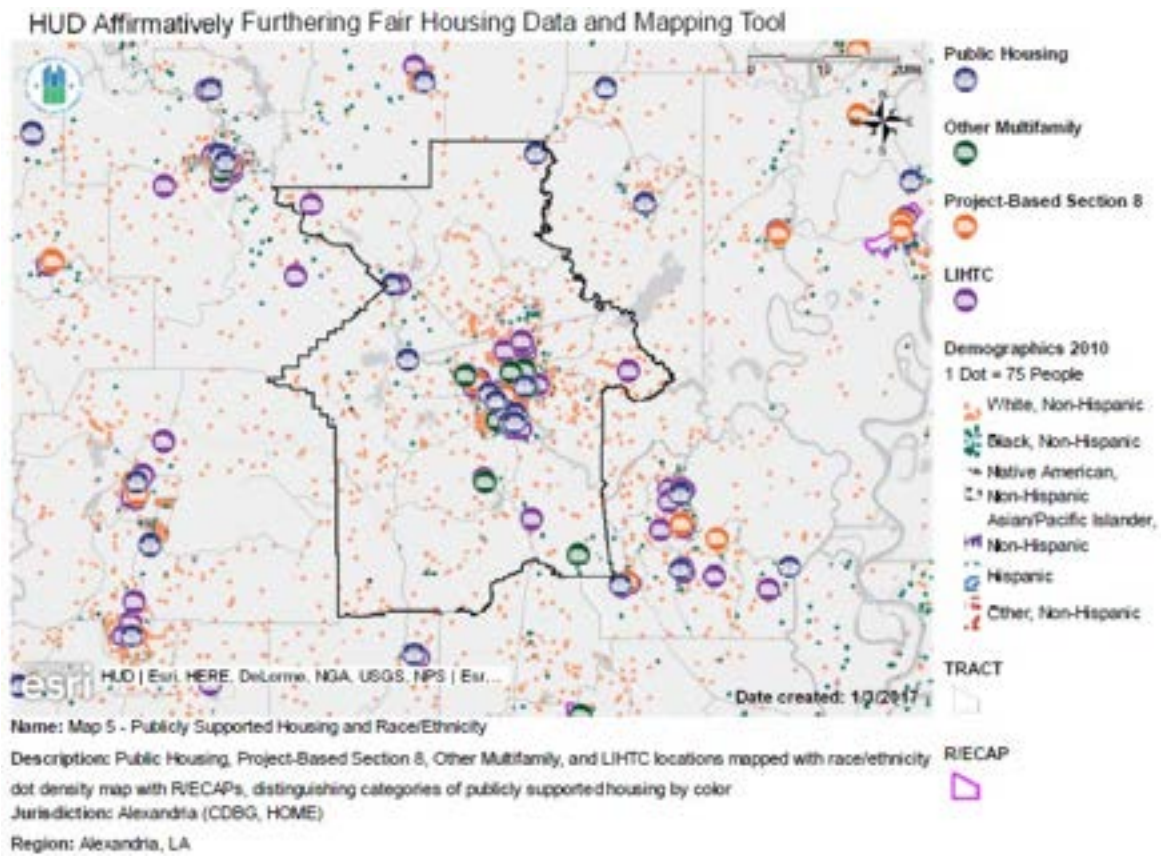 HUD Affirmatively Furthering Fair Housing Data and Mapping Tool
0 10
Public Housing
Other Multifamily
Project-Based Section 8
LIHTC
Demographics 2010
1 Dot = 75 People
White, Non-Hispanic
Black, Non-Hispanic
Native American,
Non-Hispanic
Asian/Pacific Islander,
Non-Hispanic
Hispanic
Other, Non-Hispanic
TRACT
R/ECAP
esri
HUD | Esri, HERE, DeLorme, NGA, USGS, NPS | Esr...
Date created: 2017
Name: Map 5 - Publicly Supported Housing and Race/Ethnicity
Description: Public Housing, Project-Based Section 8, Other Multifamily, and LIHTC locations mapped with race/ethnicity
dot density map with R/ECAPs, distinguishing categories of publicly supported housing by color
Jurisdiction: Alexandria (CDBG, HOME)
Region: Alexandria, LA